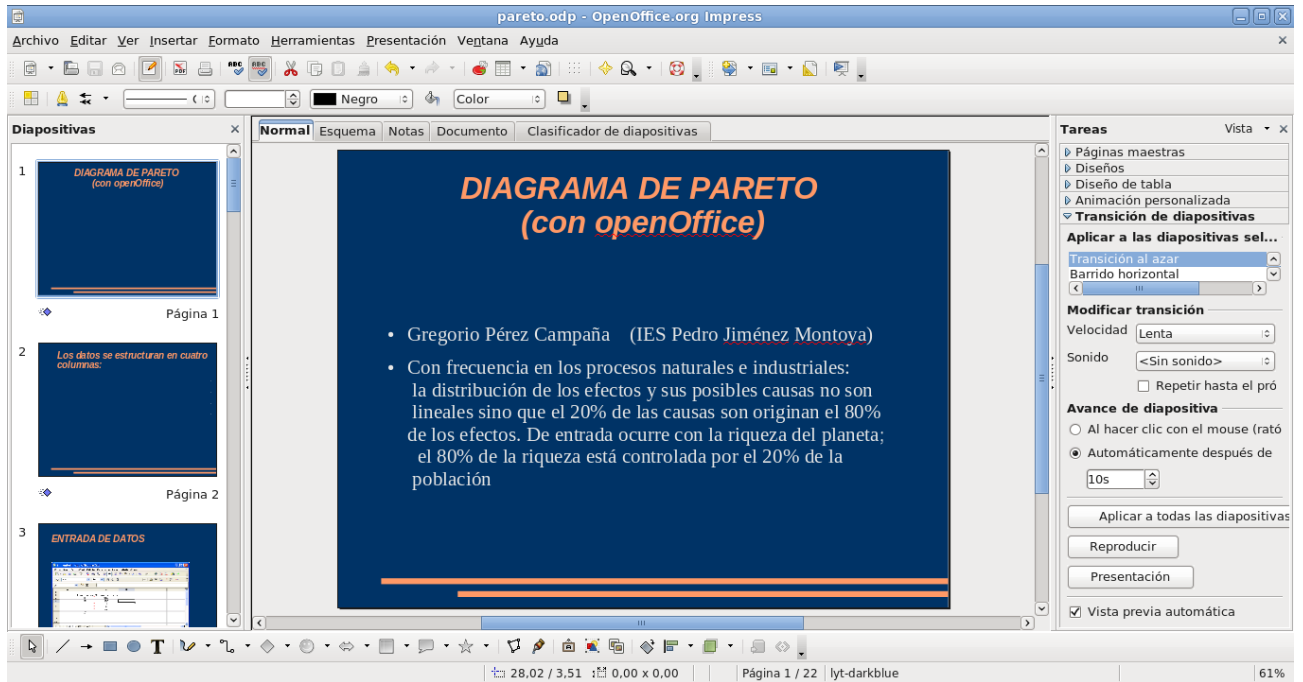 pareto.odp - OpenOffice.org Impress
Archivo Editar Ver Insertar Formato Herramientas Presentación Ventana Ayuda
Negro Color
Diapositivas
Normal Esquema Notas Documento Clasificador de diapositivas
Tareas Vista
1
DIAGRAMA DE PARETO
(con openOffice)
Página 1
2
Los datos se estructuran en cuatro
columnas:
Página 2
3
ENTRADA DE DATOS
DIAGRAMA DE PARETO
(con openOffice)
• Gregorio Pérez Campaña (IES Pedro Jiménez Montoya)
• Con frecuencia en los procesos naturales e industriales:
la distribución de los efectos y sus posibles causas no son
lineales sino que el 20% de las causas son originan el 80%
de los efectos. De entrada ocurre con la riqueza del planeta;
el 80% de la riqueza está controlada por el 20% de la
población
Páginas maestras
Diseños
Diseño de tabla
Animación personalizada
Transición de diapositivas
Aplicar a las diapositivas sel...
Transición al azar
Barrido horizontal
Modificar transición
Velocidad Lenta
Sonido <Sin sonido>
Repetir hasta el pró
Avance de diapositiva
Al hacer clic con el mouse (rató
Automáticamente después de
10s
Aplicar a todas las diapositivas
Reproducir
Presentación
Vista previa automática
28,02 / 3,51 0,00 x 0,00 Página 1 / 22 lyt-darkblue 61%